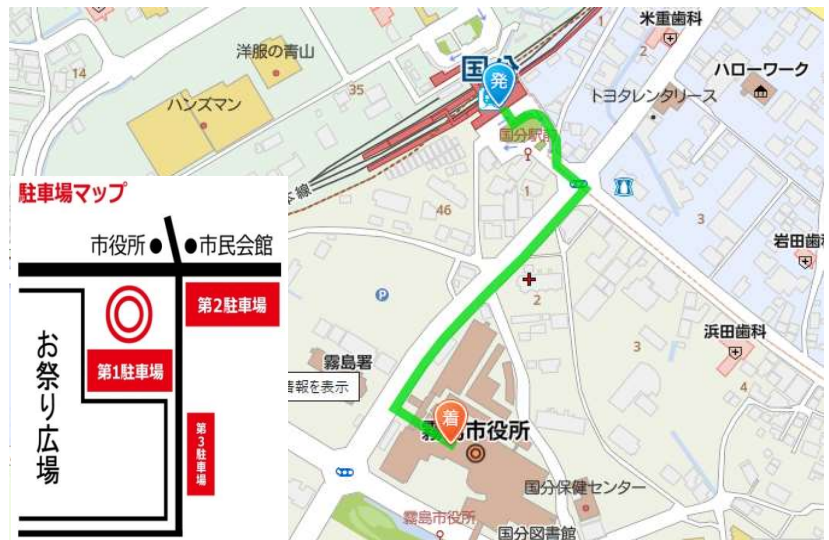 米重歯科
洋服の青山
国分
2
ハローワーク
14
発
35
ハンズマン
トヨタレンタリース
国分駅前
1
1
本線
駐車場マップ
46
3
市役所
市民会館
岩田歯科
2
第2駐車場
浜田歯科
お祭り広場
第1駐車場
霧島署
3
情報を表示
4
着
第3駐車場
霧島市役所
国分保健センター
霧島市役所
国分図書館